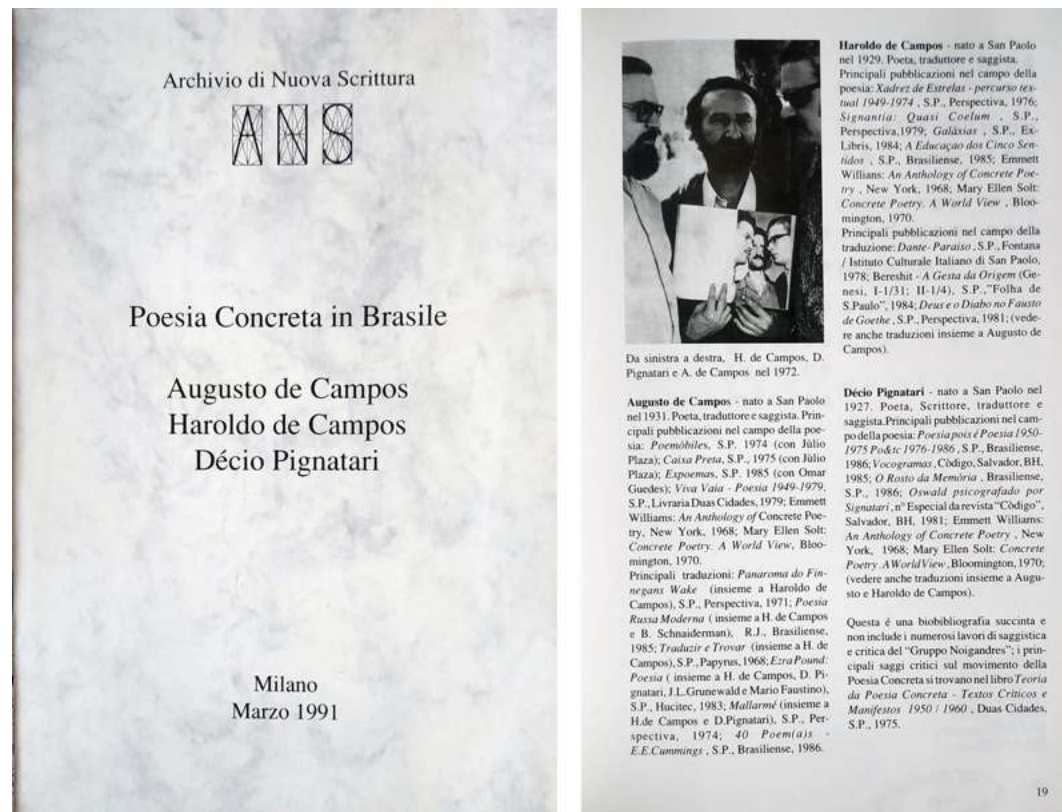 Archivio di Nuova Scrittura
ANS
Poesia Concreta in Brasile
Augusto de Campos
Haroldo de Campos
Décio Pignatari
Milano
Marzo 1991
Da sinistra a destra, H. de Campos, D.
Pignatari e A. de Campos nel 1972.
Augusto de Campos - nato a San Paolo
nel 1931. Poeta, traduttore e saggista. Prin-
cipali pubblicazioni nel campo della poe-
sia: Poemòbiles, S.P. 1974 (con Jùlio
Plaza); Caixa Preta, S.P., 1975 (con Jùlio
Plaza); Expoemas, S.P. 1985 (con Omar
Guedes); Viva Vaia - Poesia 1949-1979,
S.P., Livraria Duas Cidades, 1979; Emmett
Williams: An Anthology of Concrete Poe-
try, New York, 1968; Mary Ellen Solt:
Concrete Poetry. A World View, Bloo-
mington, 1970.
Principali traduzioni: Panaroma do Fin-
negans Wake (insieme a Haroldo de
Campos), S.P., Perspectiva, 1971; Poesia
Russa Moderna ( insieme a H. de Campos
e B. Schnaiderman), R.J., Brasiliense,
1985; Traduzir e Trovar (insieme a H. de
Campos), S.P., Papyrus, 1968; Ezra Pound:
Poesia ( insieme a H. de Campos, D. Pi-
gnatari, J.L.Grunewald e Mario Faustino),
S.P., Hucitec, 1983; Mallarmé (insieme a
H.de Campos e D.Pignatari), S.P., Per-
spectiva, 1974; 40 Poem(a)s -
E.E.Cummings , S.P., Brasiliense, 1986.
Haroldo de Campos - nato a San Paolo
nel 1929. Poeta, traduttore e saggista.
Principali pubblicazioni nel campo della
poesia: Xadrez de Estrelas - percurso tex-
tual 1949-1974 , S.P., Perspectiva, 1976;
Signantia: Quasi Coelum , S.P.,
Perspectiva,1979; Galàxias , S.P., Ex-
Libris, 1984; A Educaçao dos Cinco Sen-
tidos , S.P., Brasiliense, 1985; Emmett
Willians: An Anthology of Concrete Poe-
try , New York, 1968; Mary Ellen Solt:
Concrete Poetry. A World View , Bloo-
mington, 1970.
Principali pubblicazioni nel campo della
traduzione: Dante- Paraiso , S.P., Fontana
/ Istituto Culturale Italiano di San Paolo,
1978; Bereshit - A Gesta da Origem (Ge-
nesi, I-1/31; II-1/4), S.P.,"Folha de
S.Paulo", 1984; Deus e o Diabo no Fausto
de Goethe , S.P., Perspectiva, 1981; (vede-
re anche traduzioni insieme a Augusto de
Campos).
Décio Pignatari - nato a San Paolo nel
1927. Poeta, Scrittore, traduttore e
saggista.Principali pubblicazioni nel cam-
po della poesia: Poesia pois é Poesia 1950-
1975 Po&tc 1976-1986 , S.P., Brasiliense,
1986; Vocogramas , Còdigo, Salvador, BH,
1985; O Rosto da Memòria , Brasiliense,
S.P., 1986; Oswald psicografado por
Signatari , n° Especial da revista "Còdigo",
Salvador, BH, 1981; Emmett Williams:
An Anthology of Concrete Poetry , New
York, 1968; Mary Ellen Solt: Concrete
Poetry .A World View , Bloomington, 1970;
(vedere anche traduzioni insieme a Augu-
sto e Haroldo de Campos).
Questa é una biobibliografia succinta e
non include i numerosi lavori di saggistica
e critica del "Gruppo Noigandres"; i prin-
cipali saggi critici sul movimento della
Poesia Concreta si trovano nel libro Teoria
da Poesia Concreta - Textos Crìticos e
Manifestos 1950 / 1960 , Duas Cidades,
S.P., 1975.
19